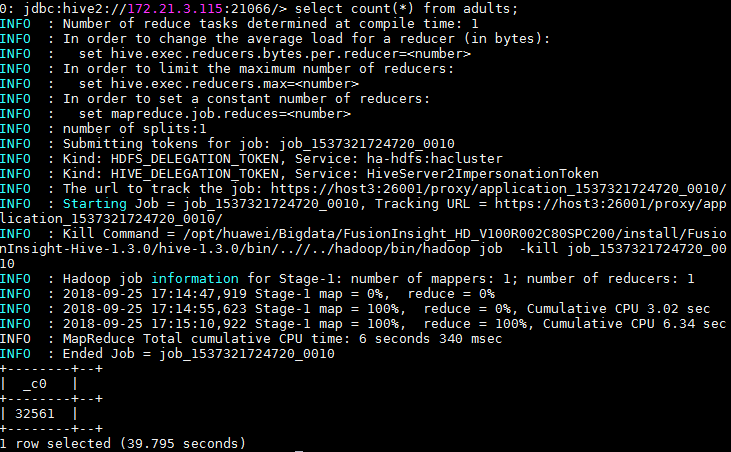 0: jdbc:hive2://172.21.3.115:21066/> select count(*) from adults;
INFO  : Number of reduce tasks determined at compile time: 1
INFO  : In order to change the average load for a reducer (in bytes):
INFO  :   set hive.exec.reducers.bytes.per.reducer=<number>
INFO  : In order to limit the maximum number of reducers:
INFO  :   set hive.exec.reducers.max=<number>
INFO  : In order to set a constant number of reducers:
INFO  :   set mapreduce.job.reduces=<number>
INFO  : number of splits:1
INFO  : Submitting tokens for job: job_1537321724720_0010
INFO  : Kind: HDFS_DELEGATION_TOKEN, Service: ha-hdfs:hacluster
INFO  : Kind: HIVE_DELEGATION_TOKEN, Service: HiveServer2ImpersonationToken
INFO  : The url to track the job: https://host3:26001/proxy/application_1537321724720_0010/
INFO  : Starting Job = job_1537321724720_0010, Tracking URL = https://host3:26001/proxy/app
lication_1537321724720_0010/
INFO  : Kill Command = /opt/huawei/Bigdata/FusionInsight_HD_V100R002C80SPC200/install/Fusio
nInsight-Hive-1.3.0/hive-1.3.0/bin/..//../hadoop/bin/hadoop job  -kill job_1537321724720_00
10
INFO  : Hadoop job information for Stage-1: number of mappers: 1; number of reducers: 1
INFO  : 2018-09-25 17:14:47,919 Stage-1 map = 0%,  reduce = 0%
INFO  : 2018-09-25 17:14:55,623 Stage-1 map = 100%,  reduce = 0%, Cumulative CPU 3.02 sec
INFO  : 2018-09-25 17:15:10,922 Stage-1 map = 100%,  reduce = 100%, Cumulative CPU 6.34 sec
INFO  : MapReduce Total cumulative CPU time: 6 seconds 340 msec
INFO  : Ended Job = job_1537321724720_0010
+--------+--+
|  _c0   |
+--------+--+
| 32561  |
+--------+--+
1 row selected (39.795 seconds)